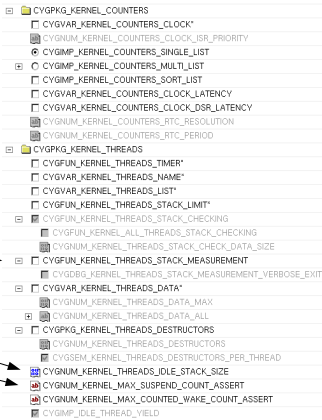 CYGPKG_KERNEL_COUNTERS
CYGVAR_KERNEL_COUNTERS_CLOCK*
CYGNUM_KERNEL_COUNTERS_CLOCK_ISR_PRIORITY
CYGIMP_KERNEL_COUNTERS_SINGLE_LIST
CYGIMP_KERNEL_COUNTERS_MULTI_LIST
CYGIMP_KERNEL_COUNTERS_SORT_LIST
CYGVAR_KERNEL_COUNTERS_CLOCK_LATENCY
CYGVAR_KERNEL_COUNTERS_CLOCK_DSR_LATENCY
CYGNUM_KERNEL_COUNTERS_RTC_RESOLUTION
CYGNUM_KERNEL_COUNTERS_RTC_PERIOD
CYGPKG_KERNEL_THREADS
CYGFUN_KERNEL_THREADS_TIMER*
CYGVAR_KERNEL_THREADS_NAME*
CYGVAR_KERNEL_THREADS_LIST*
CYGFUN_KERNEL_THREADS_STACK_LIMIT*
CYGFUN_KERNEL_THREADS_STACK_CHECKING
CYGFUN_KERNEL_ALL_THREADS_STACK_CHECKING
CYGNUM_KERNEL_THREADS_STACK_CHECK_DATA_SIZE
CYGFUN_KERNEL_THREADS_STACK_MEASUREMENT
CYGDBG_KERNEL_THREADS_STACK_MEASUREMENT_VERBOSE_EXIT
CYGVAR_KERNEL_THREADS_DATA*
CYGNUM_KERNEL_THREADS_DATA_MAX
CYGNUM_KERNEL_THREADS_DATA_ALL
CYGPKG_KERNEL_THREADS_DESTRUCTORS
CYGNUM_KERNEL_THREADS_DESTRUCTORS
CYGSEM_KERNEL_THREADS_DESTRUCTORS_PER_THREAD
CYGNUM_KERNEL_THREADS_IDLE_STACK_SIZE
CYGNUM_KERNEL_MAX_SUSPEND_COUNT_ASSERT
CYGNUM_KERNEL_MAX_COUNTED_WAKE_COUNT_ASSERT
CYGIMP_IDLE_THREAD_YIELD